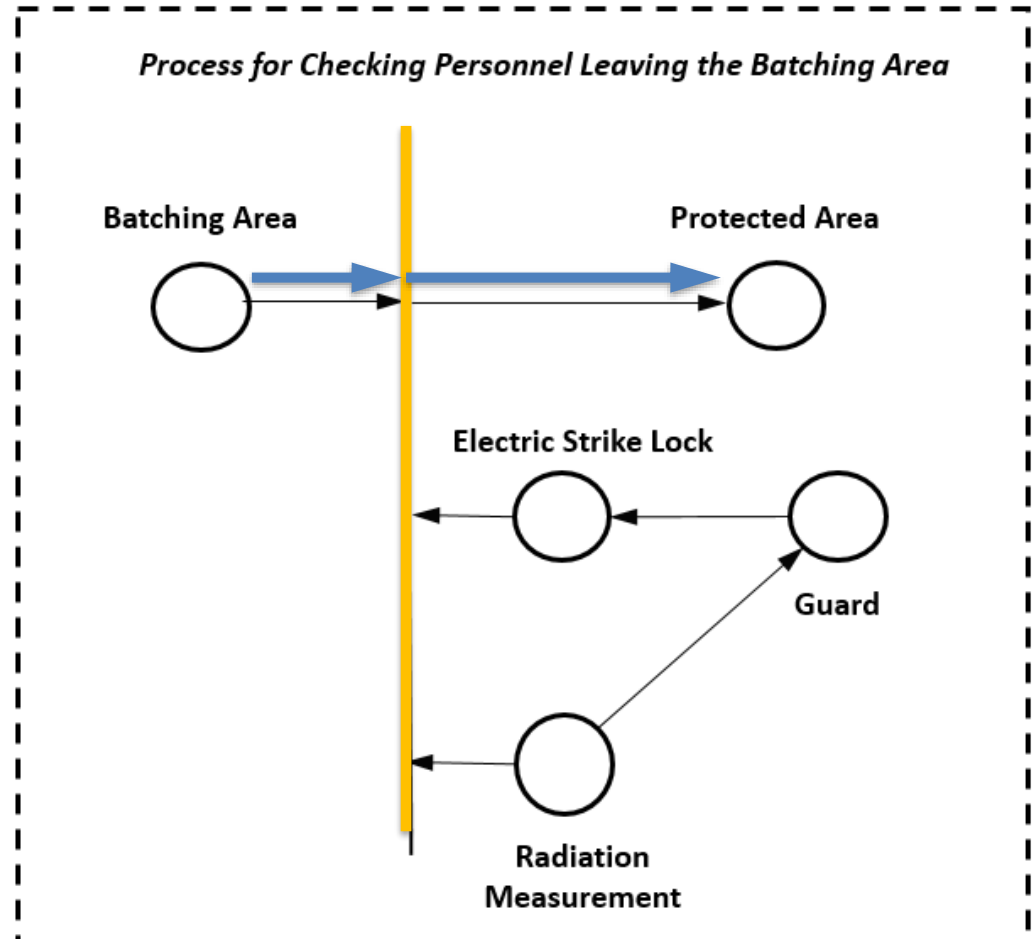 Process for Checking Personnel Leaving the Batching Area
Batching Area
Protected Area
Electric Strike Lock
Guard
Radiation
Measurement